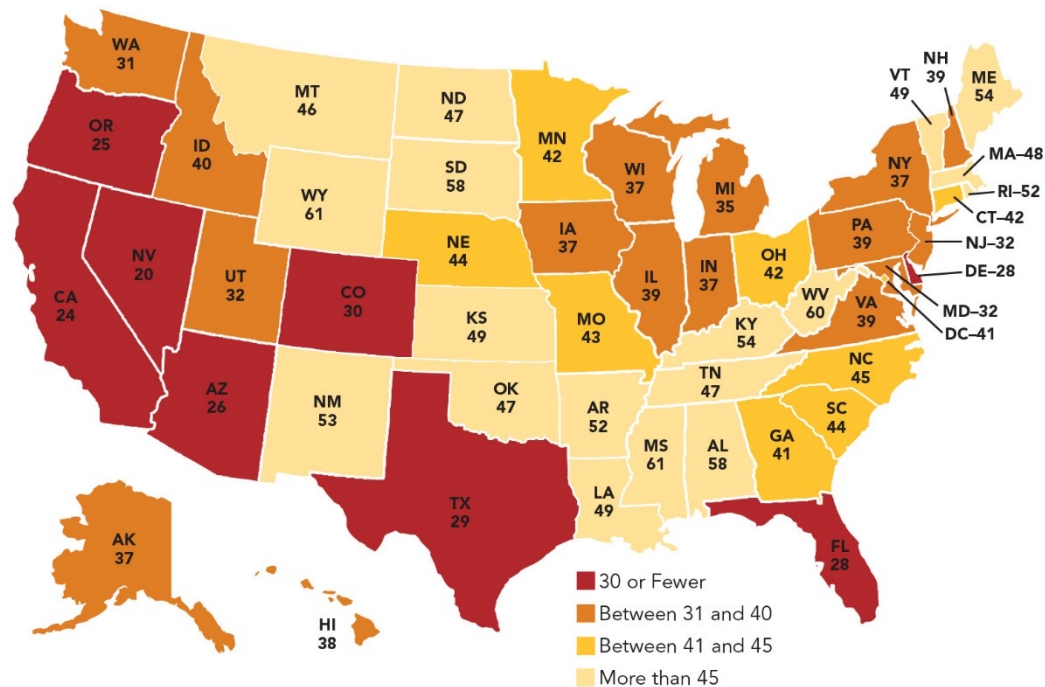 WA
31
OR
25
CA
24
NV
20
ID
40
MT
46
WY
61
UT
32
CO
30
AZ
26
NM
53
ND
47
SD
58
NE
44
KS
49
OK
47
TX
29
MN
42
IA
37
MO
43
AR
52
LA
49
WI
37
IL
39
MI
35
IN
37
OH
42
KY
54
TN
47
MS
61
AL
58
GA
41
FL
28
SC
44
NC
45
VA
39
WV
60
PA
39
NY
37
VT
49
NH
39
ME
54
MA–48
RI–52
CT–42
NJ–32
DE–28
MD–32
DC–41
AK
37
HI
38
30 or Fewer
Between 31 and 40
Between 41 and 45
More than 45